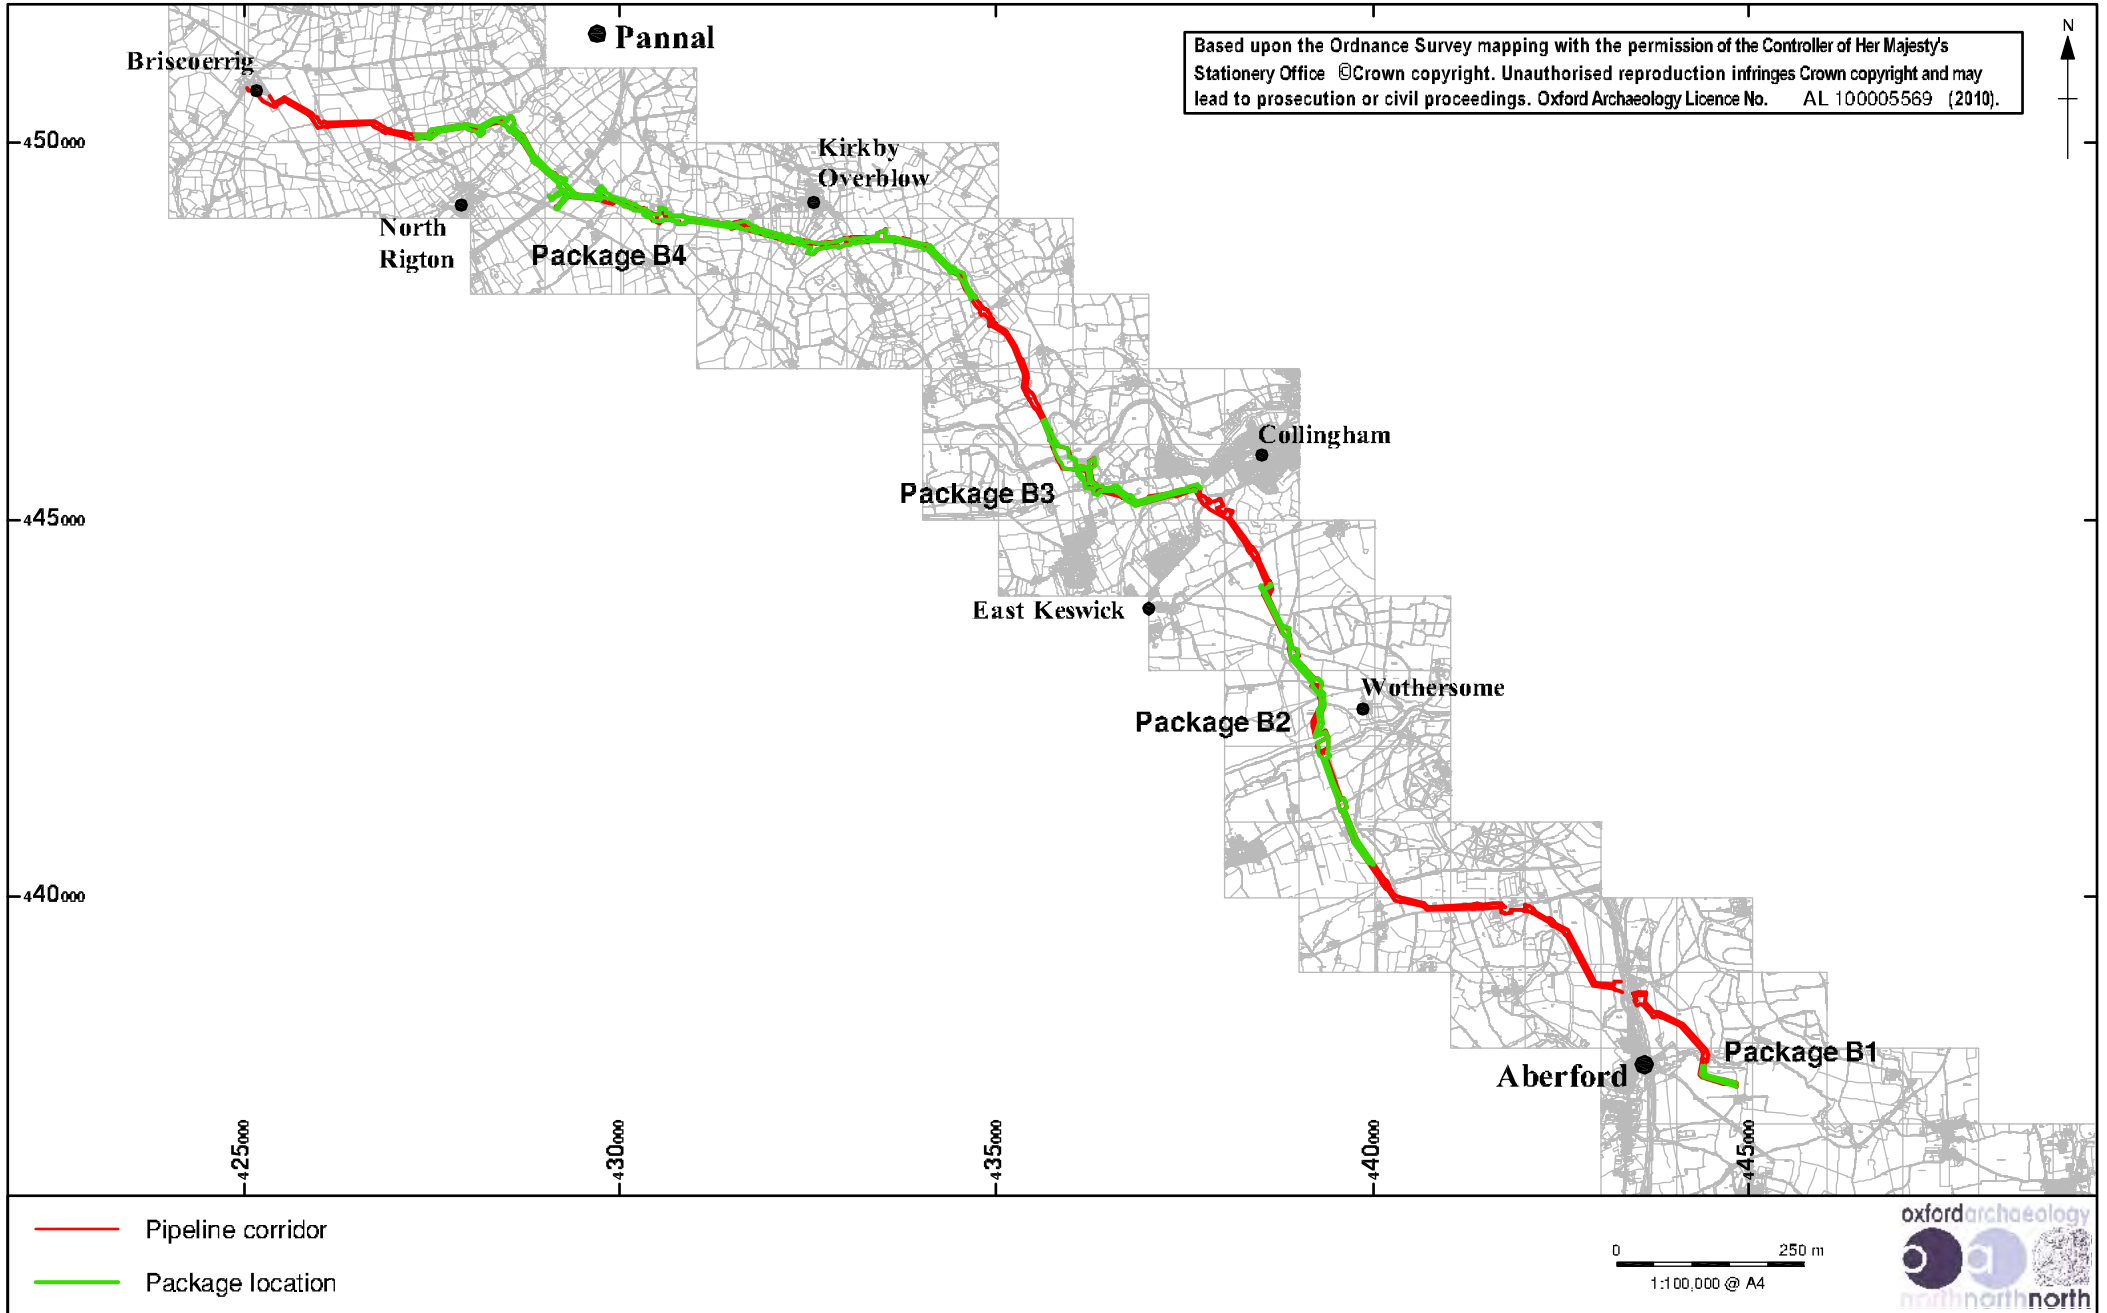 Pannal
Briscoerrig
Based upon the Ordnance Survey mapping with the permission of the Controller of Her Majesty's
Stationery Office ©Crown copyright. Unauthorised reproduction infringes Crown copyright and may
lead to prosecution or civil proceedings. Oxford Archaeology Licence No. AL 100005569 (2010).
N
450000
Kirkby
Overblow
North
Rigton
Package B4
Collingham
Package B3
445000
East Keswick
Wothersome
Package B2
440000
Package B1
Aberford
425000
430000
435000
440000
445000
Pipeline corridor
Package location
0 250 m
1:100,000 @ A4
oxfordarchaeology
northnorthnorth